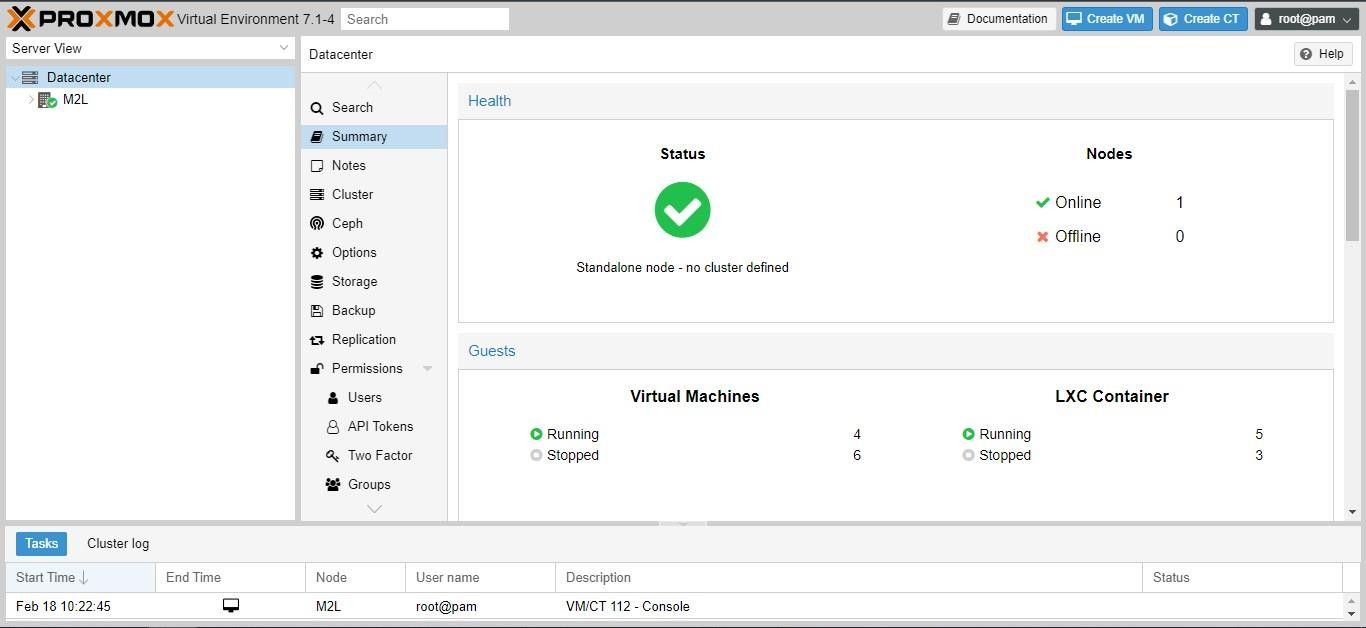 PROXMOX Virtual Environment 7.1-4 Search Documentation Create VM Create CT root@pam
Server View
Datacenter
M2L
Datacenter Help
Search
Summary
Notes
Cluster
Ceph
Options
Storage
Backup
Replication
Permissions
Users
API Tokens
Two Factor
Groups
Health
Status Nodes
Online 1
Offline 0
Standalone node - no cluster defined
Guests
Virtual Machines LXC Container
Running 4 Running 5
Stopped 6 Stopped 3
Tasks Cluster log
Start Time End Time Node User name Description Status
Feb 18 10:22:45 M2L root@pam VM/CT 112 - Console